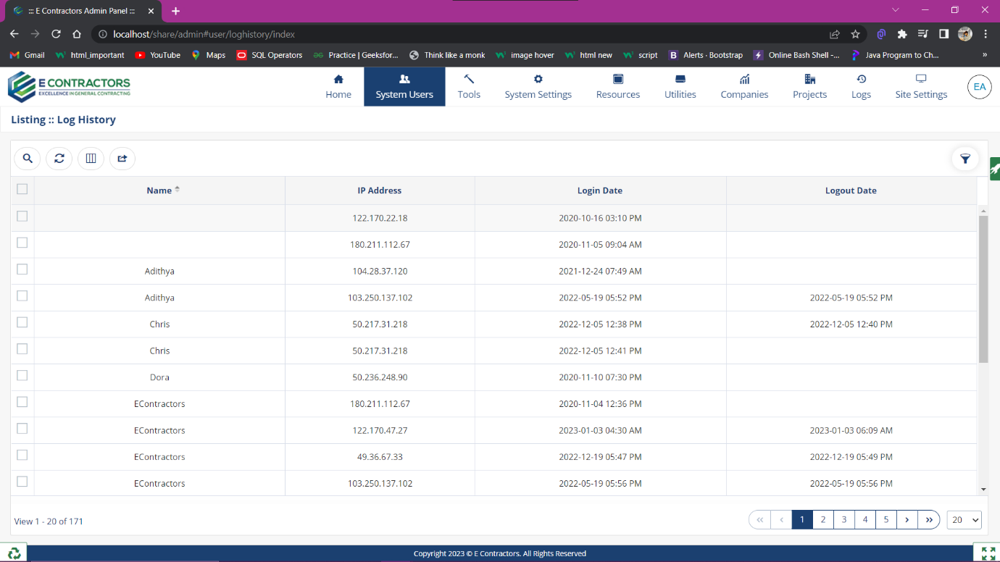 ::: E Contractors Admin Panel :::
localhost/share/admin#user/loghistory/index
Gmail html_important YouTube Maps SQL Operators Practice | Geeksfor... Think like a monk image hover html new script Alerts · Bootstrap Online Bash Shell -... Java Program to Ch... »
E CONTRACTORS
EXCELLENCE IN GENERAL CONTRACTING
Home System Users Tools System Settings Resources Utilities Companies Projects Logs Site Settings EA
Listing :: Log History
Name IP Address Login Date Logout Date
122.170.22.18 2020-10-16 03:10 PM
180.211.112.67 2020-11-05 09:04 AM
Adithya 104.28.37.120 2021-12-24 07:49 AM
Adithya 103.250.137.102 2022-05-19 05:52 PM 2022-05-19 05:52 PM
Chris 50.217.31.218 2022-12-05 12:38 PM 2022-12-05 12:40 PM
Chris 50.217.31.218 2022-12-05 12:41 PM
Dora 50.236.248.90 2020-11-10 07:30 PM
EContractors 180.211.112.67 2020-11-04 12:36 PM
EContractors 122.170.47.27 2023-01-03 04:30 AM 2023-01-03 06:09 AM
EContractors 49.36.67.33 2022-12-19 05:47 PM 2022-12-19 05:49 PM
EContractors 103.250.137.102 2022-05-19 05:56 PM 2022-05-19 05:56 PM
View 1 - 20 of 171 1 2 3 4 5 20
Copyright 2023 © E Contractors. All Rights Reserved